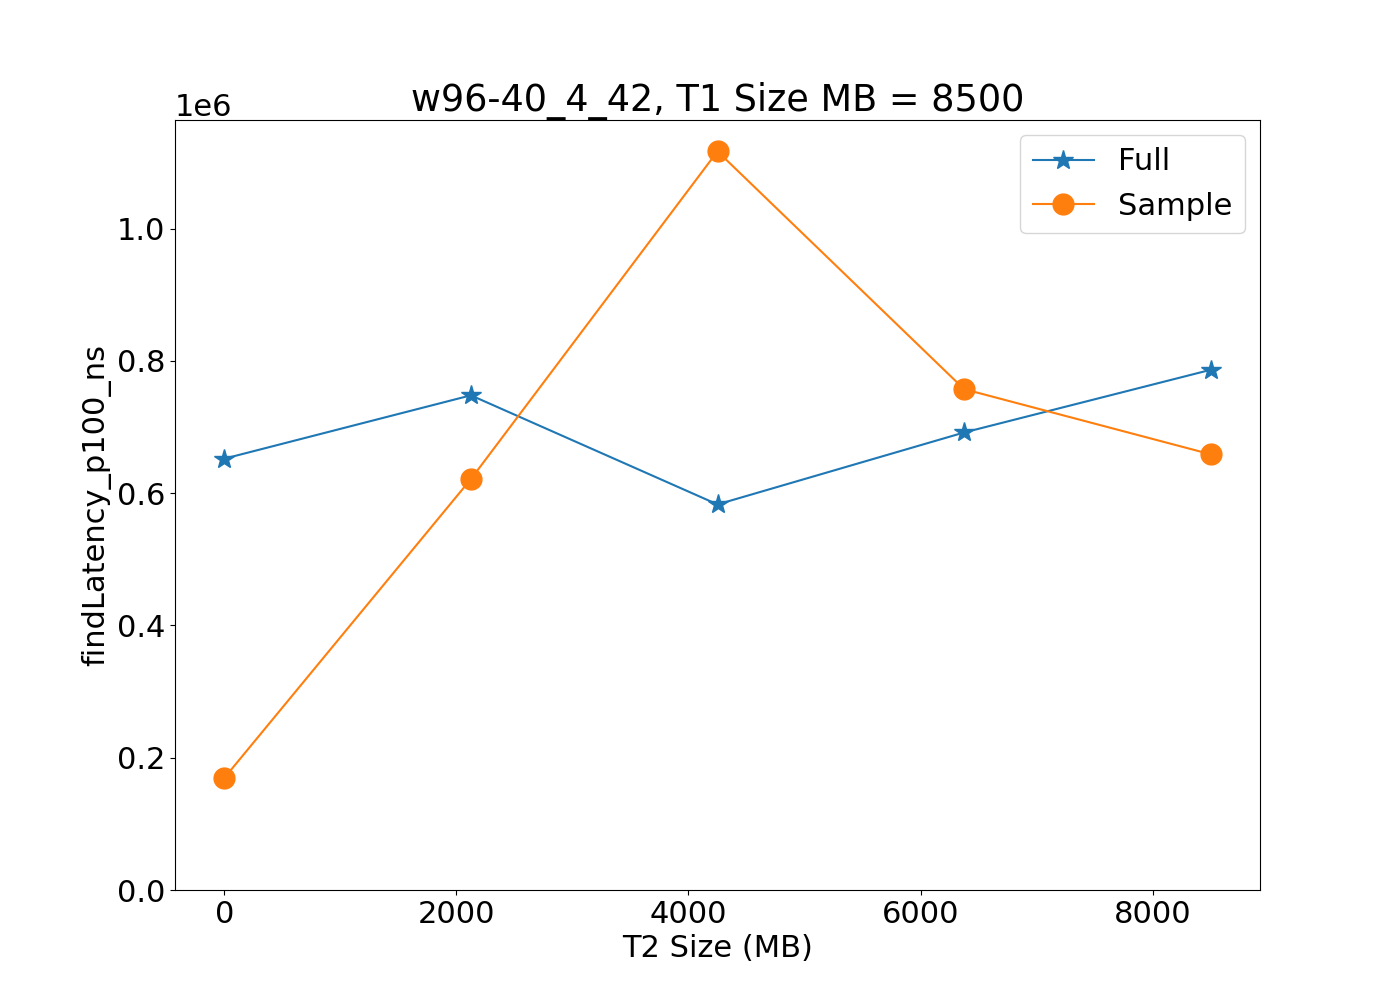 w96-40_4_42, T1 Size MB = 8500
1e6
Full
Sample
1.0
0.8
0.6
0.4
0.2
0.0
findLatency_p100_ns
0 2000 4000 6000 8000
T2 Size (MB)